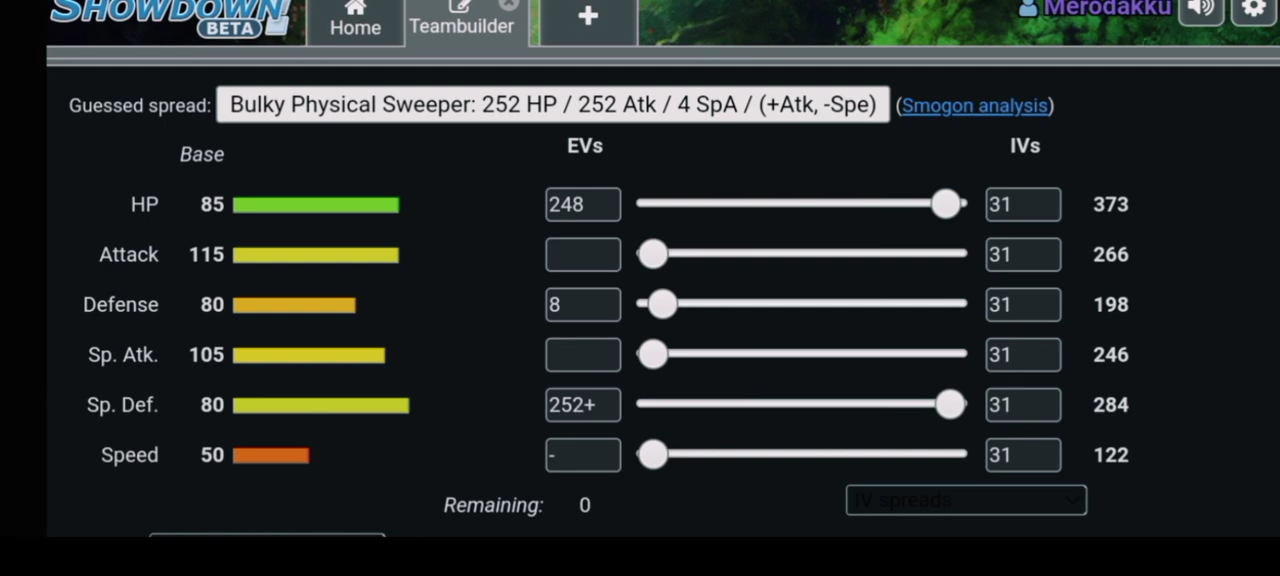 SHOWDOWN
BETA
Home
Teambuilder
+
Merodakku
Guessed spread: Bulky Physical Sweeper: 252 HP / 252 Atk / 4 SpA / (+Atk, -Spe) (Smogon analysis)
Base EVs IVs
HP 85 248 31 373
Attack 115 31 266
Defense 80 8 31 198
Sp. Atk. 105 31 246
Sp. Def. 80 252+ 31 284
Speed 50 - 31 122
Remaining: 0 IV spreads